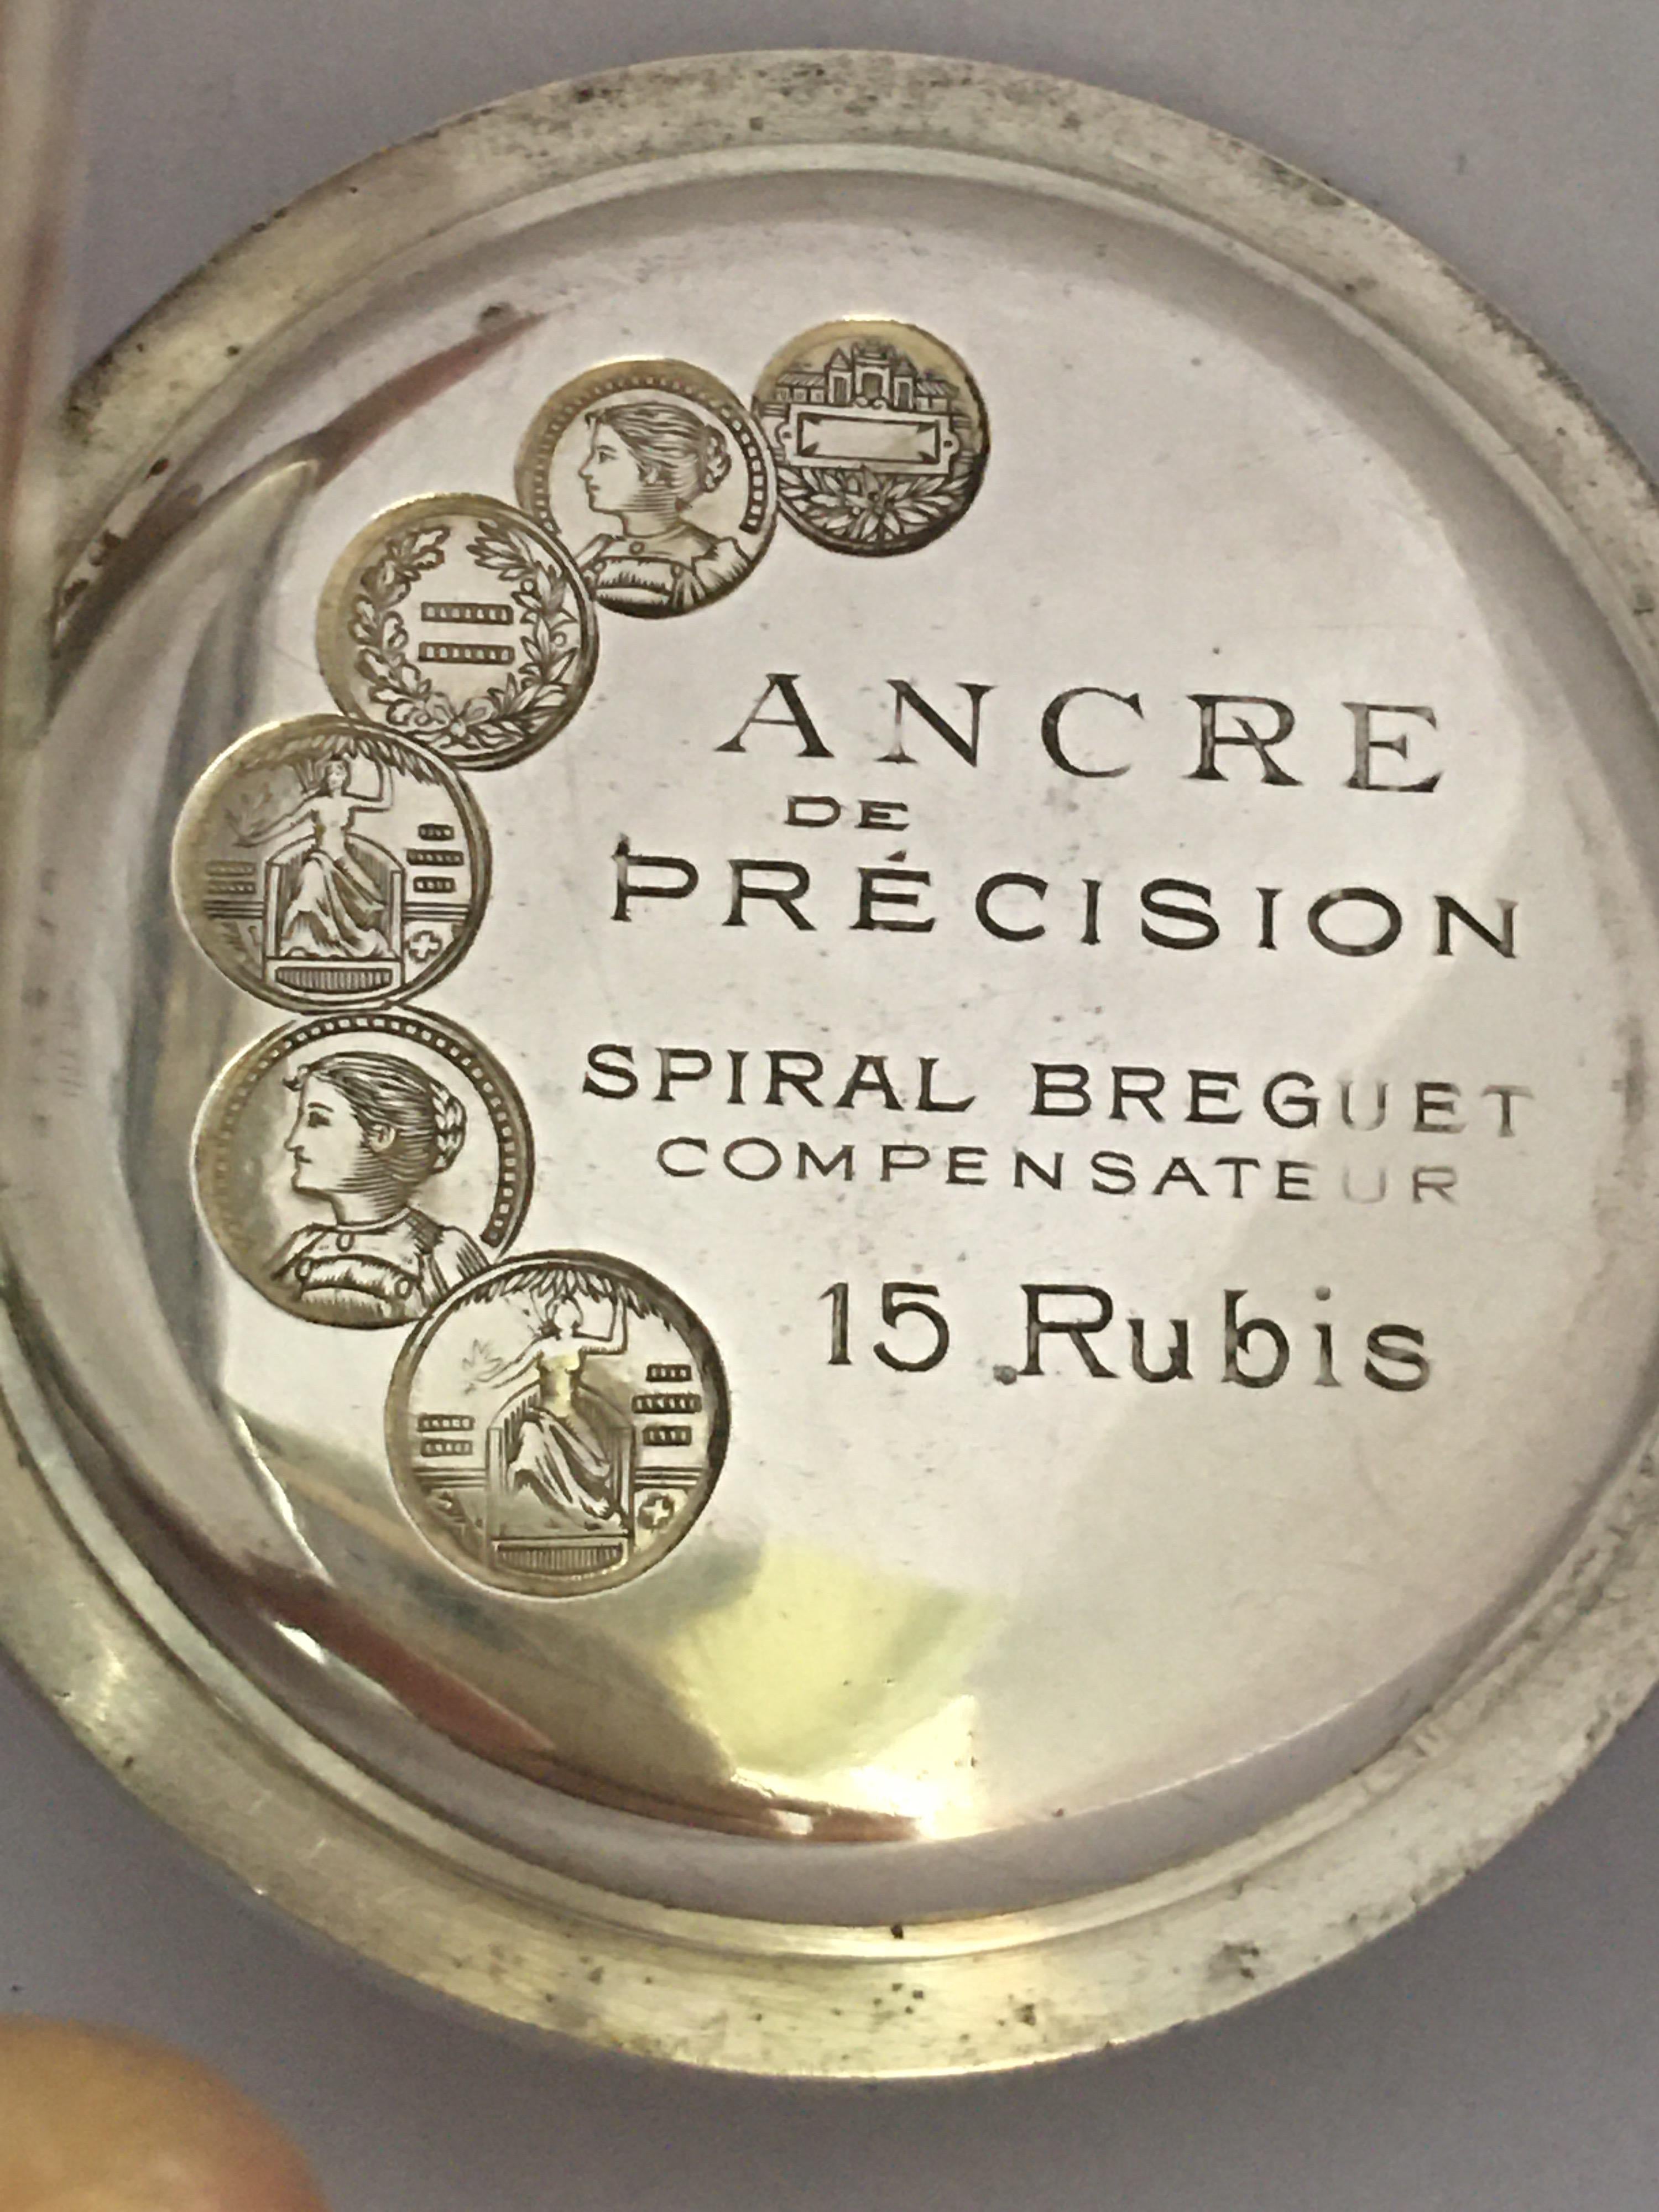 ANCRE
DE
PRÉCISION
SPIRAL BREGUET
COMPENSATEUR
15 Rubis